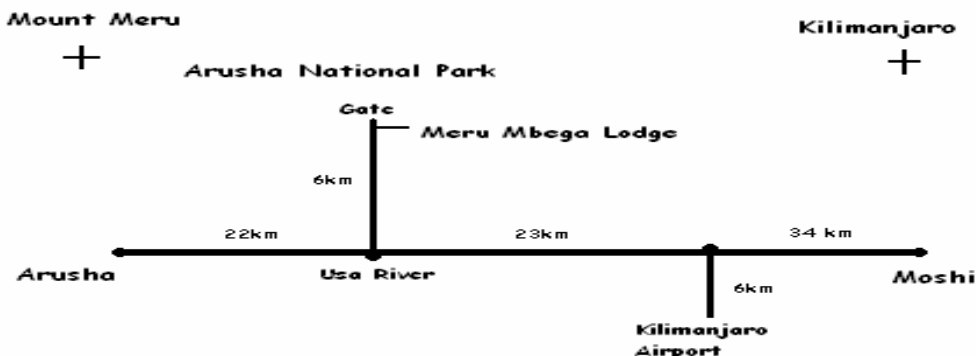 Mount Meru
Kilimanjaro
Arusha National Park
Gate
Meru Mbega Lodge
6km
22km
23km
34 km
Arusha
Usa River
Moshi
6km
Kilimanjaro
Airport